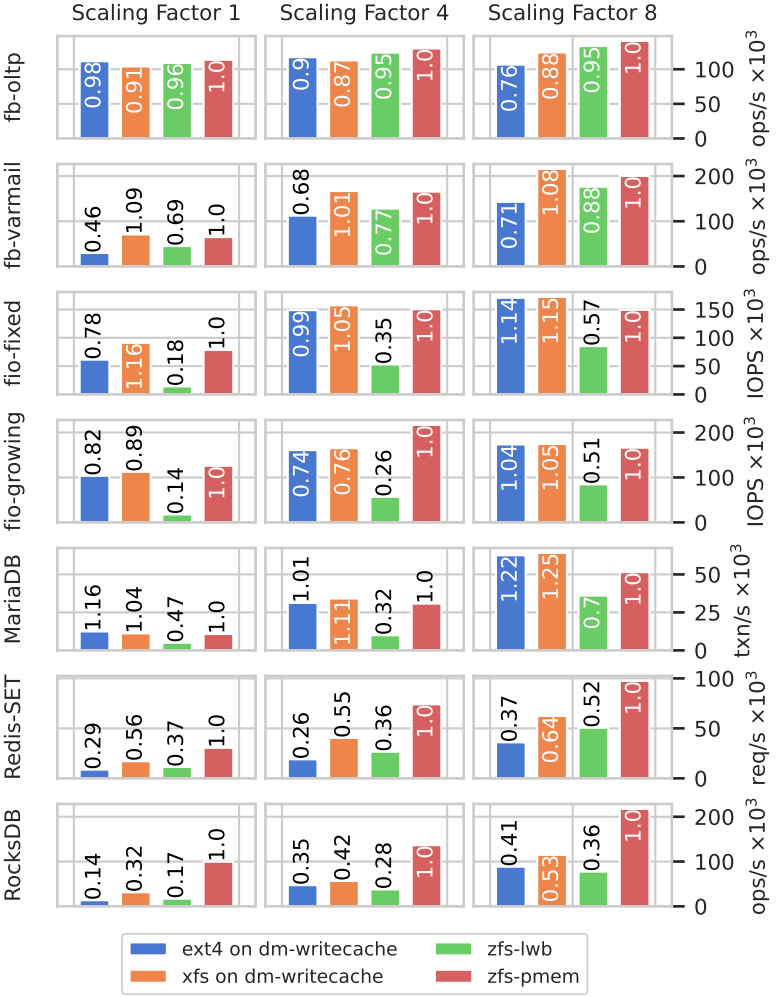 Scaling Factor 1 Scaling Factor 4 Scaling Factor 8
fb-oltp
0.98 0.91 0.96 1.0
0.9 0.87 0.95 1.0
0.76 0.88 0.95 1.0
100
50
0
ops/s ×10³
fb-varmail
0.46 1.09 0.69 1.0
0.68 1.01 0.77 1.0
0.71 1.08 0.88 1.0
200
100
0
ops/s ×10³
fio-fixed
0.78 1.16 0.18 1.0
0.99 1.05 0.35 1.0
1.14 1.15 0.57 1.0
150
100
50
0
IOPS ×10³
fio-growing
0.82 0.89 0.14 1.0
0.74 0.76 0.26 1.0
1.04 1.05 0.51 1.0
200
100
0
IOPS ×10³
MariaDB
1.16 1.04 0.47 1.0
1.01 1.11 0.32 1.0
1.22 1.25 0.7 1.0
50
25
0
txn/s ×10³
Redis-SET
0.29 0.56 0.37 1.0
0.26 0.55 0.36 1.0
0.37 0.64 0.52 1.0
100
50
0
req/s ×10³
RocksDB
0.14 0.32 0.17 1.0
0.35 0.42 0.28 1.0
0.41 0.53 0.36 1.0
200
100
0
ops/s ×10³
ext4 on dm-writecache
xfs on dm-writecache
zfs-lwb
zfs-pmem